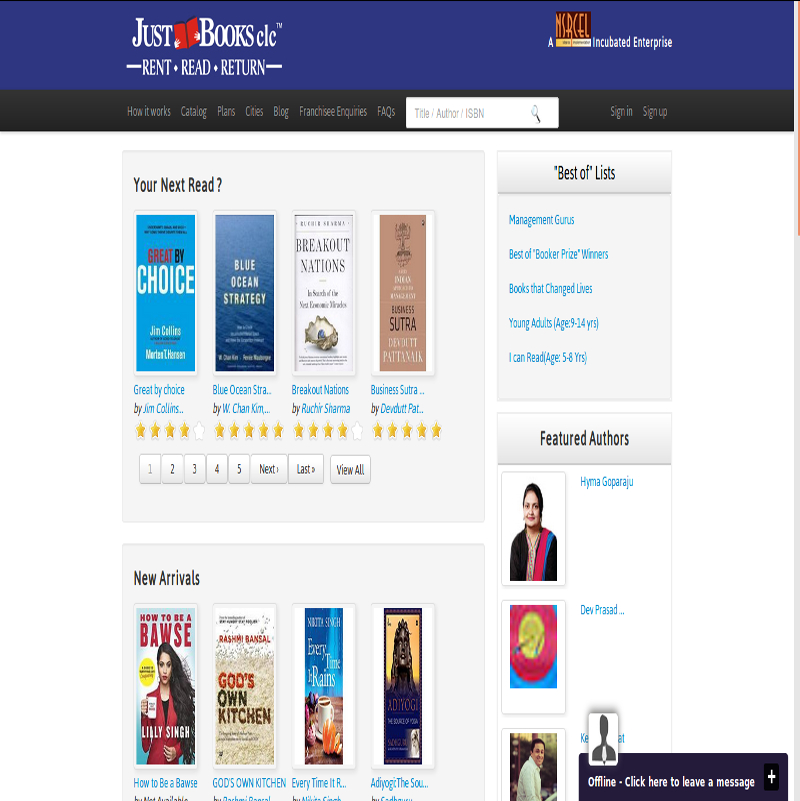 JUST BOOKS clc™
RENT • READ • RETURN
NSRCEL
A Incubated Enterprise
How it works Catalog Plans Cities Blog Franchisee Enquiries FAQs Title / Author / ISBN Sign in Sign up
Your Next Read ?
GREAT BY
CHOICE
Jim Collins
Morten T. Hansen
BLUE
OCEAN
STRATEGY
W. Chan Kim Renée Mauborgne
RUCHIR SHARMA
BREAKOUT
NATIONS
In Search of the
Next Economic Miracles
INDIAN
MANAGEMENT
BUSINESS
SUTRA
DEVDUTT
PATTANAIK
Great by choice
by Jim Collins..
Blue Ocean Stra..
by W. Chan Kim,...
Breakout Nations
by Ruchir Sharma
Business Sutra ...
by Devdutt Pat...
1 2 3 4 5 Next › Last » View All
New Arrivals
HOW TO BE A
BAWSE
LILLY SINGH
RASHMI BANSAL
GOD'S
OWN
KITCHEN
NIKITA SINGH
Every
Time
It
Rains
ADIYOGI
THE SOURCE OF YOGA
SADHGURU
How to Be a Bawse
by Not Available
GOD'S OWN KITCHEN
by Rashmi Bansal
Every Time It R...
by Nikita Singh
Adiyogi:The Sou...
by Sadhguru
"Best of" Lists
Management Gurus
Best of "Booker Prize" Winners
Books that Changed Lives
Young Adults (Age:9-14 yrs)
I can Read(Age: 5-8 Yrs)
Featured Authors
Hyma Goparaju
Dev Prasad ...
Offline - Click here to leave a message +